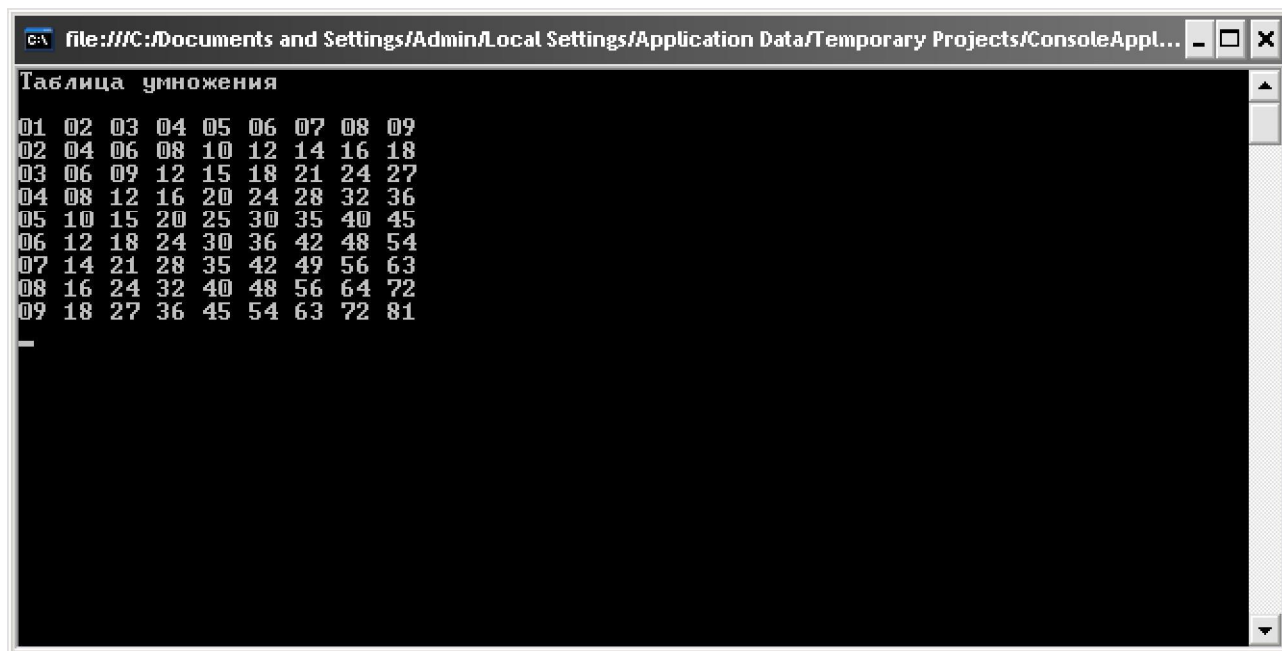 file:///C:/Documents and Settings/Admin/Local Settings/Application Data/Temporary Projects/ConsoleAppl...
Таблица умножения
01 02 03 04 05 06 07 08 09
02 04 06 08 10 12 14 16 18
03 06 09 12 15 18 21 24 27
04 08 12 16 20 24 28 32 36
05 10 15 20 25 30 35 40 45
06 12 18 24 30 36 42 48 54
07 14 21 28 35 42 49 56 63
08 16 24 32 40 48 56 64 72
09 18 27 36 45 54 63 72 81